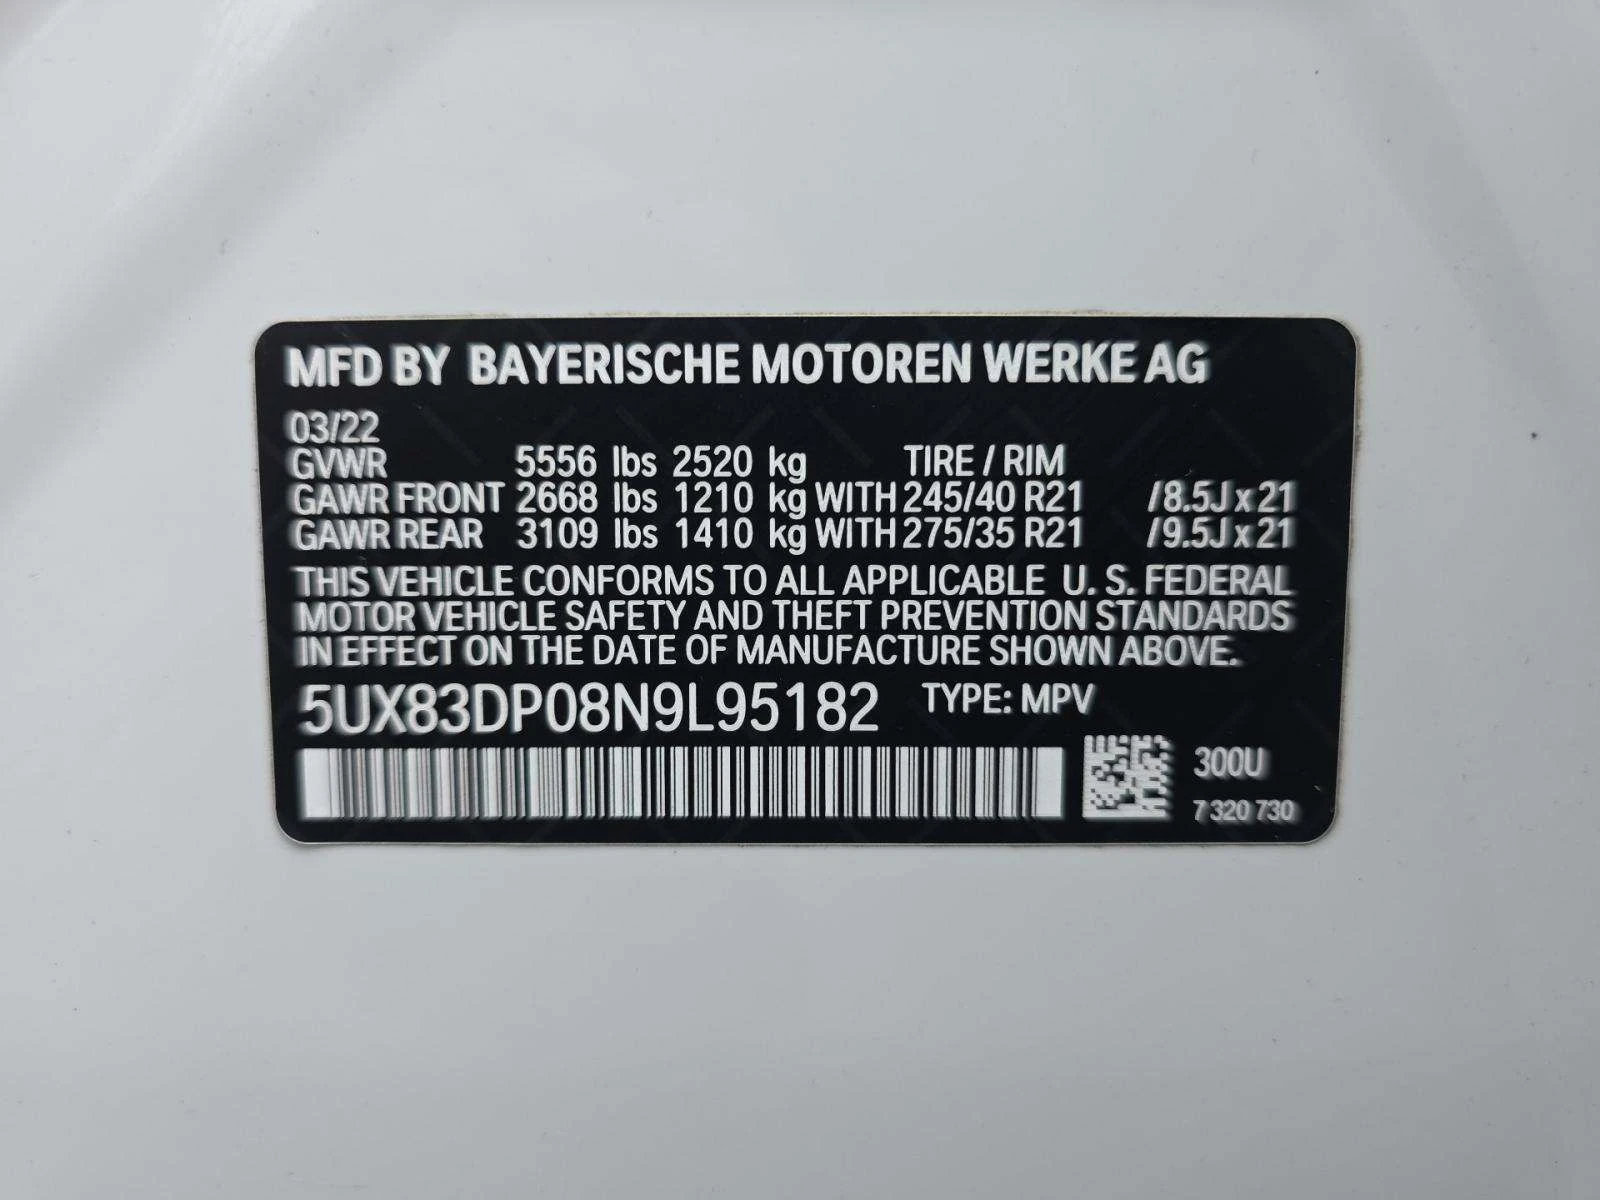 MFD BY BAYERISCHE MOTOREN WERKE AG
03/22
GVWR 5556 lbs 2520 kg TIRE / RIM
GAWR FRONT 2668 lbs 1210 kg WITH 245/40 R21 /8.5J x 21
GAWR REAR 3109 lbs 1410 kg WITH 275/35 R21 /9.5J x 21
THIS VEHICLE CONFORMS TO ALL APPLICABLE U. S. FEDERAL
MOTOR VEHICLE SAFETY AND THEFT PREVENTION STANDARDS
IN EFFECT ON THE DATE OF MANUFACTURE SHOWN ABOVE.
5UX83DP08N9L95182 TYPE: MPV
300U
7 320 730